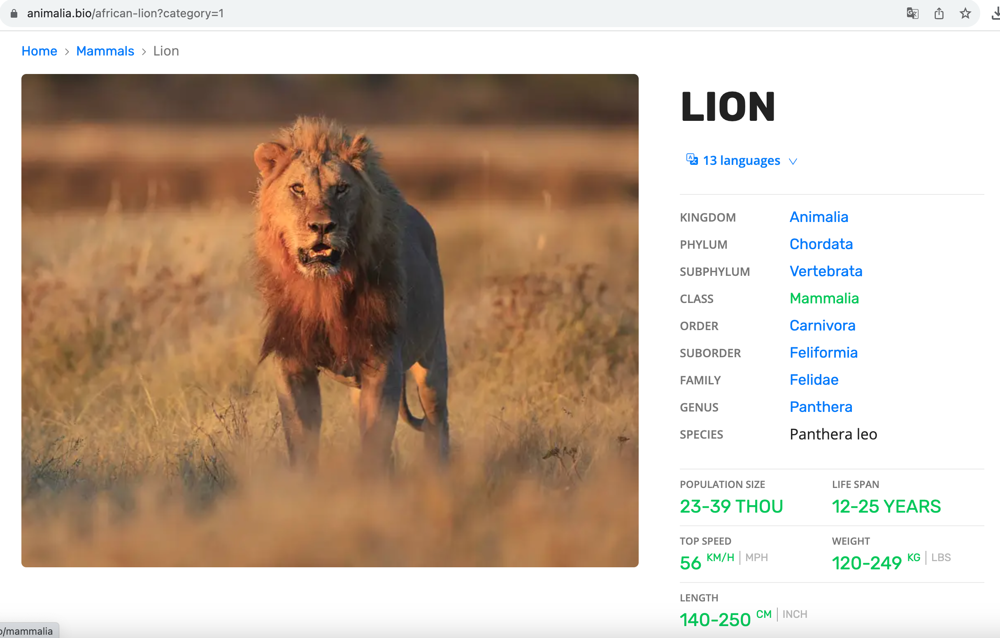 animalia.bio/african-lion?category=1
Home > Mammals > Lion
LION
13 languages
KINGDOM Animalia
PHYLUM Chordata
SUBPHYLUM Vertebrata
CLASS Mammalia
ORDER Carnivora
SUBORDER Feliformia
FAMILY Felidae
GENUS Panthera
SPECIES Panthera leo
POPULATION SIZE LIFE SPAN
23-39 THOU 12-25 YEARS
TOP SPEED WEIGHT
56 KM/H | MPH 120-249 KG | LBS
LENGTH
140-250 CM | INCH
/mammalia